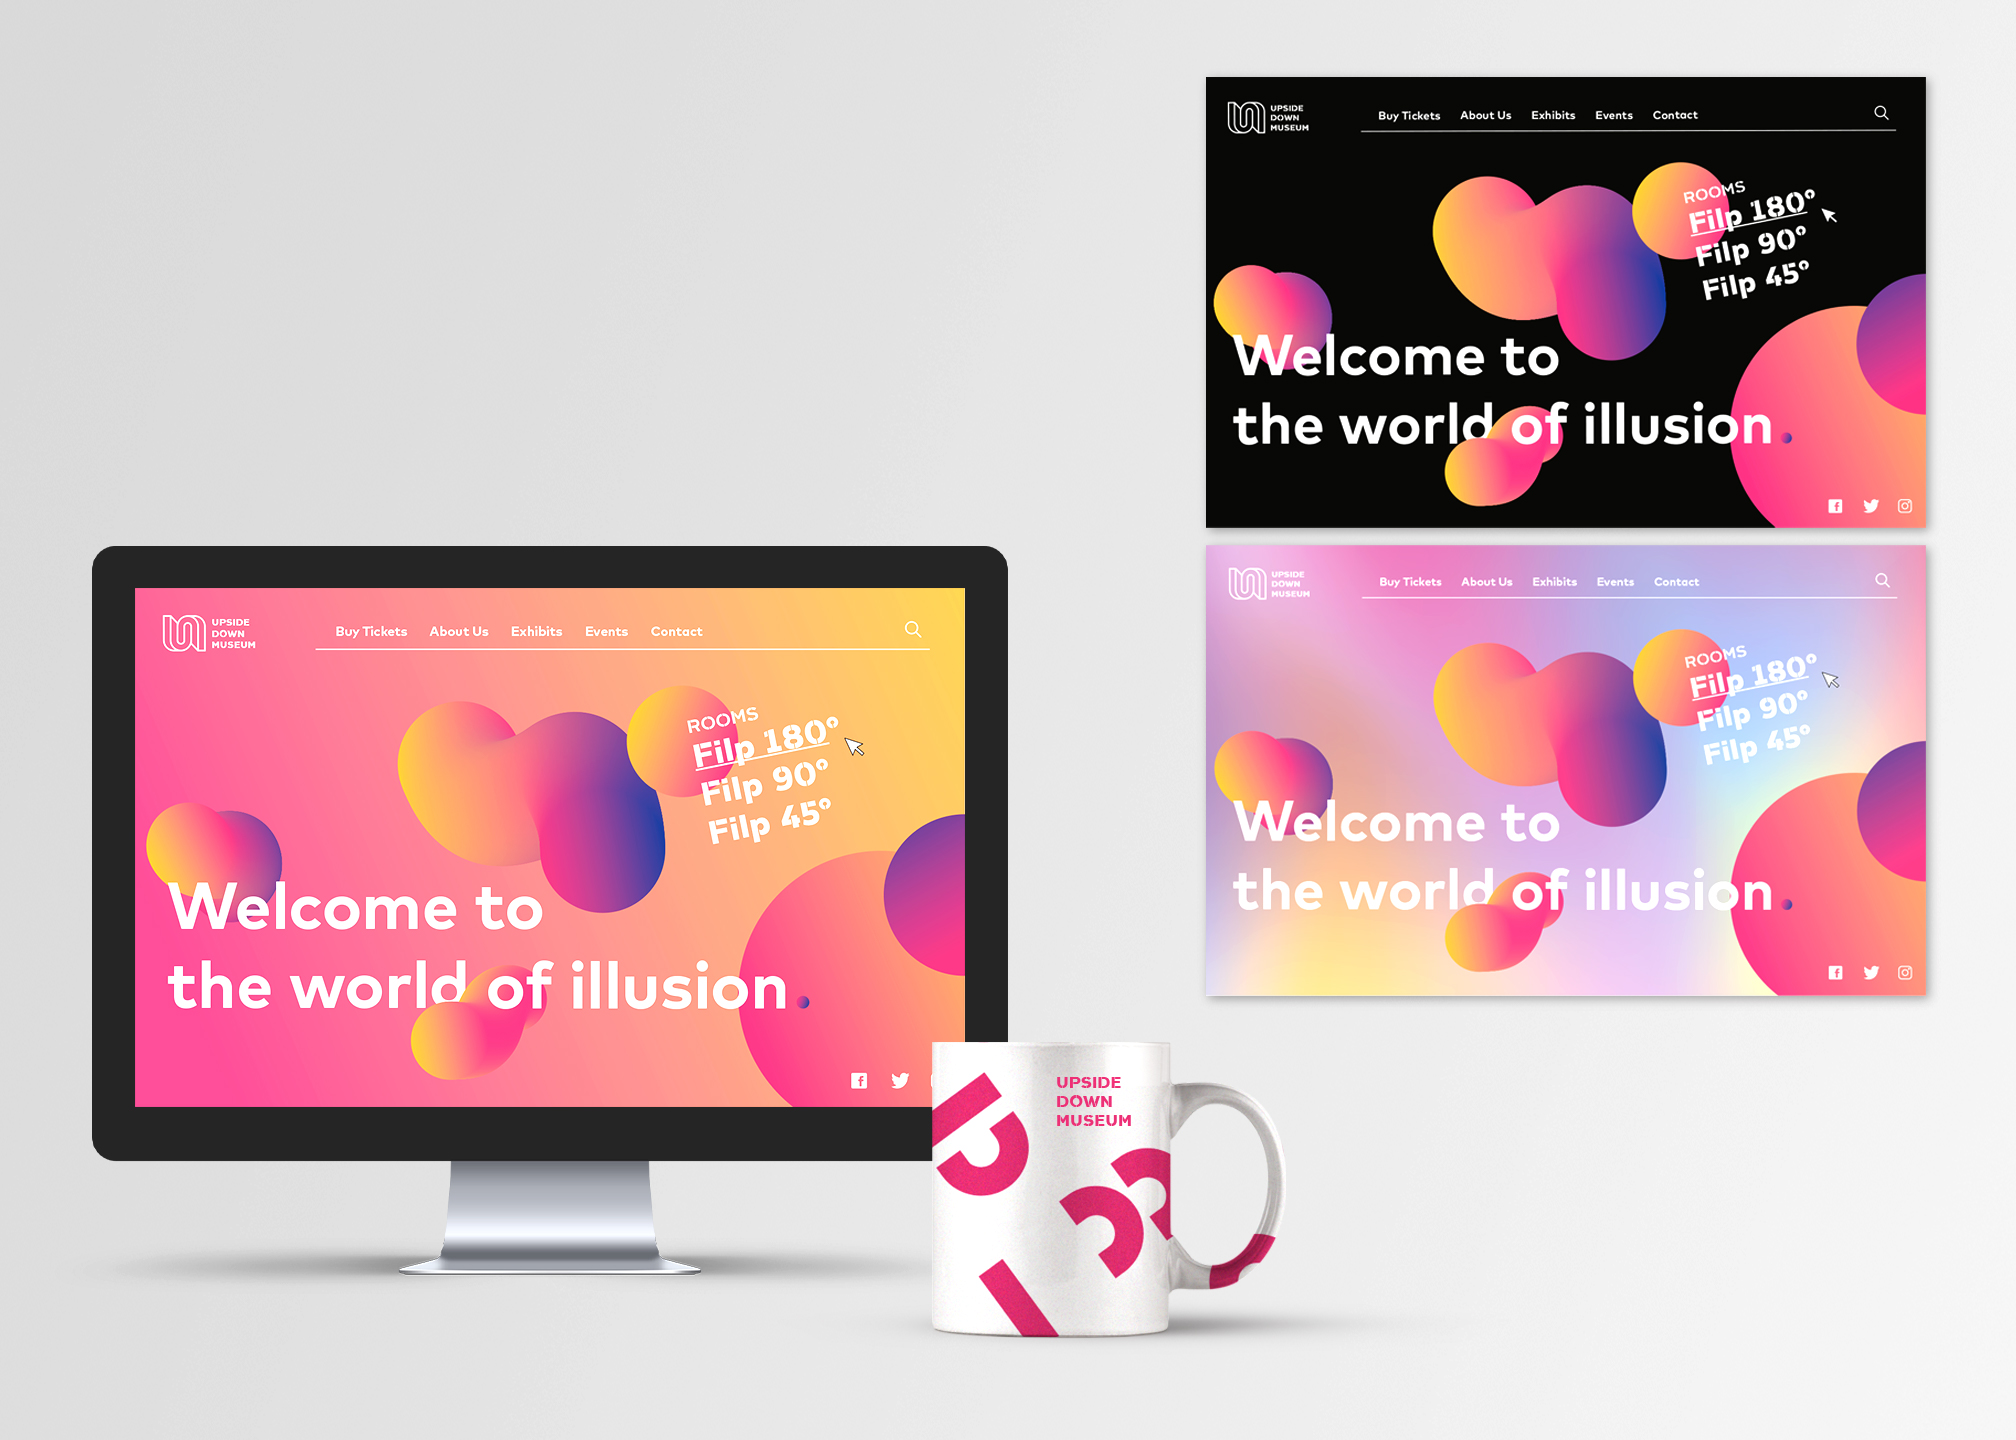 UPSIDE
DOWN
MUSEUM
Buy Tickets About Us Exhibits Events Contact
ROOMS
Filp 180°
Filp 90°
Filp 45°
Welcome to
the world of illusion.
UPSIDE
DOWN
MUSEUM
Buy Tickets About Us Exhibits Events Contact
ROOMS
Filp 180°
Filp 90°
Filp 45°
Welcome to
the world of illusion.
UPSIDE
DOWN
MUSEUM
Buy Tickets About Us Exhibits Events Contact
ROOMS
Filp 180°
Filp 90°
Filp 45°
Welcome to
the world of illusion.
UPSIDE
DOWN
MUSEUM